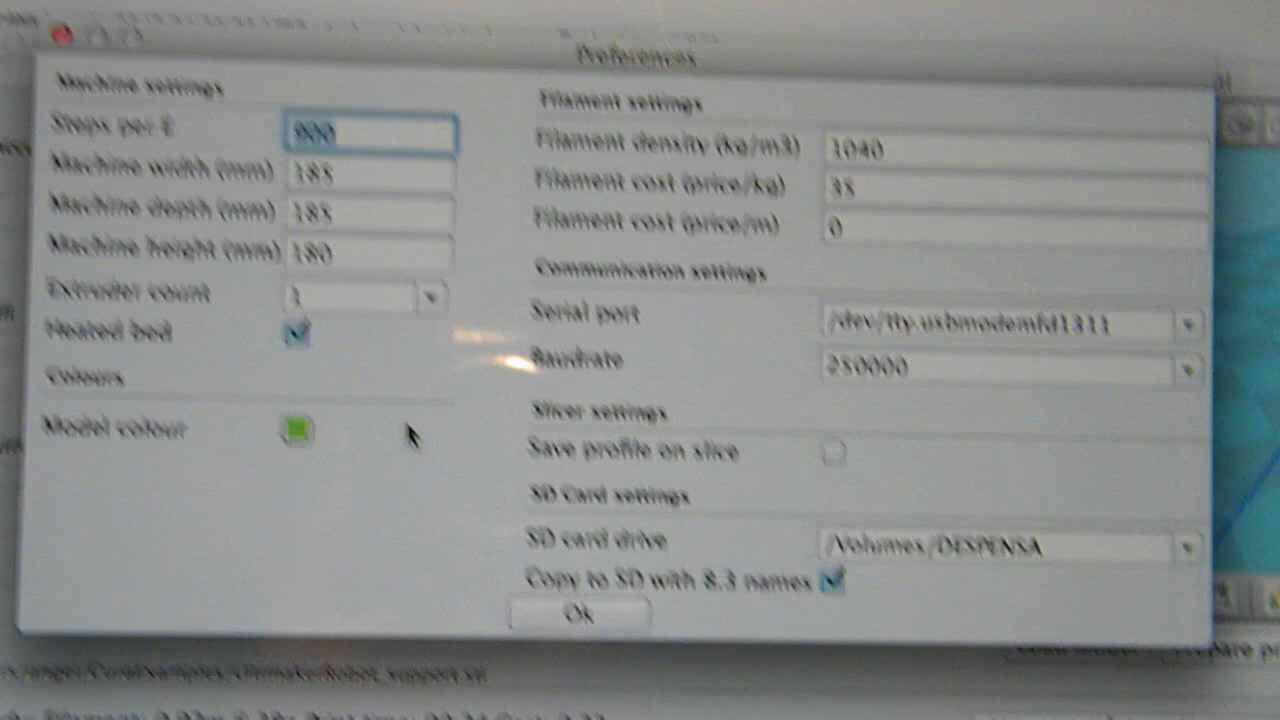 Preferences
Machine settings
Steps per E 900
Machine width (mm) 185
Machine depth (mm) 185
Machine height (mm) 180
Extruder count 1
Heated bed
Colours
Model colour
Filament settings
Filament density (kg/m3) 1040
Filament cost (price/kg) 35
Filament cost (price/m) 0
Communication settings
Serial port /dev/tty.usbmodemfd1311
Baudrate 250000
Slicer settings
Save profile on slice
SD Card settings
SD card drive /Volumes/DESPENSA
Copy to SD with 8.3 names
Ok